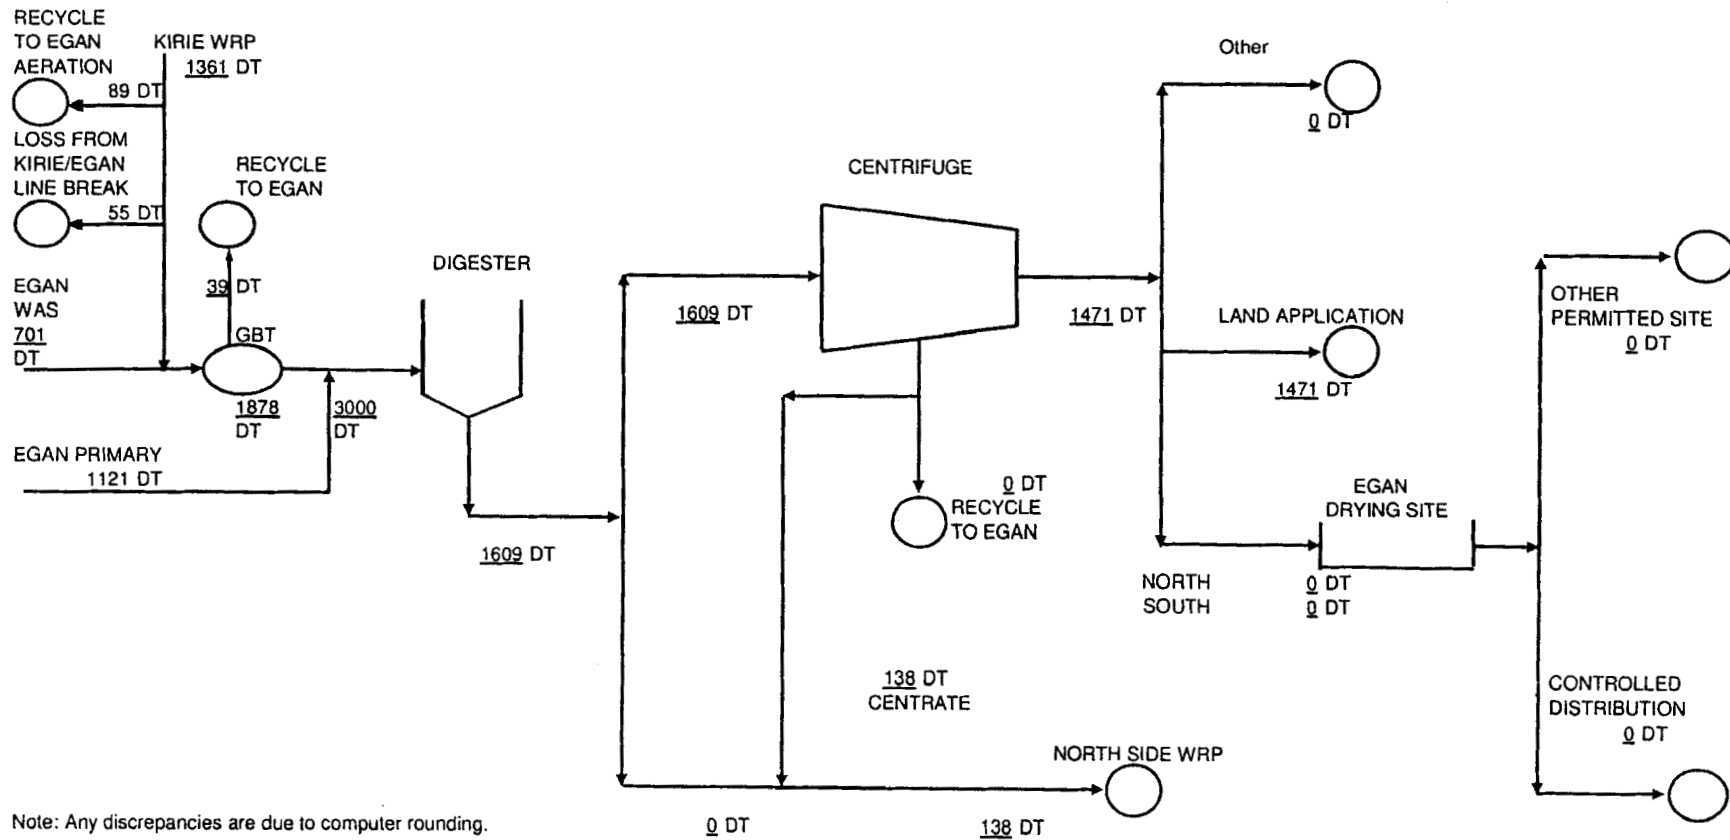 RECYCLE
TO EGAN
AERATION
89 DT
KIRIE WRP
1361 DT
LOSS FROM
KIRIE/EGAN
LINE BREAK
55 DT
RECYCLE
TO EGAN
39 DT
EGAN
WAS
701
DT
GBT
1878
DT
3000
DT
EGAN PRIMARY
1121 DT
DIGESTER
1609 DT
1609 DT
CENTRIFUGE
1471 DT
0 DT
RECYCLE
TO EGAN
138 DT
CENTRATE
Other
0 DT
LAND APPLICATION
1471 DT
EGAN
DRYING SITE
NORTH 0 DT
SOUTH 0 DT
OTHER
PERMITTED SITE
0 DT
CONTROLLED
DISTRIBUTION
0 DT
NORTH SIDE WRP
0 DT
138 DT
Note: Any discrepancies are due to computer rounding.